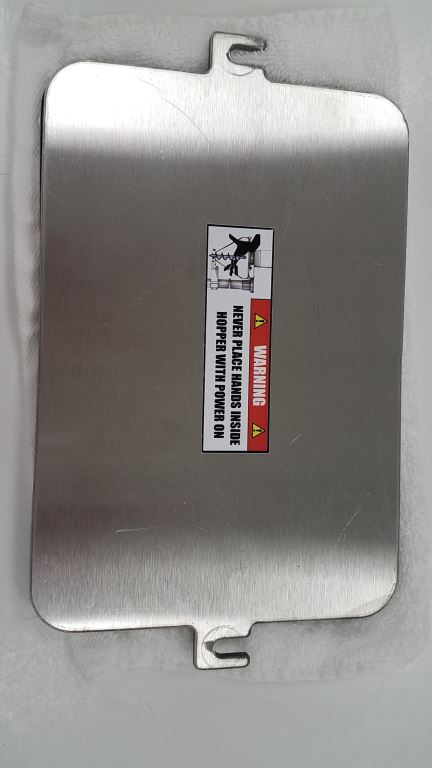 WARNING
NEVER PLACE HANDS INSIDE
HOPPER WITH POWER ON